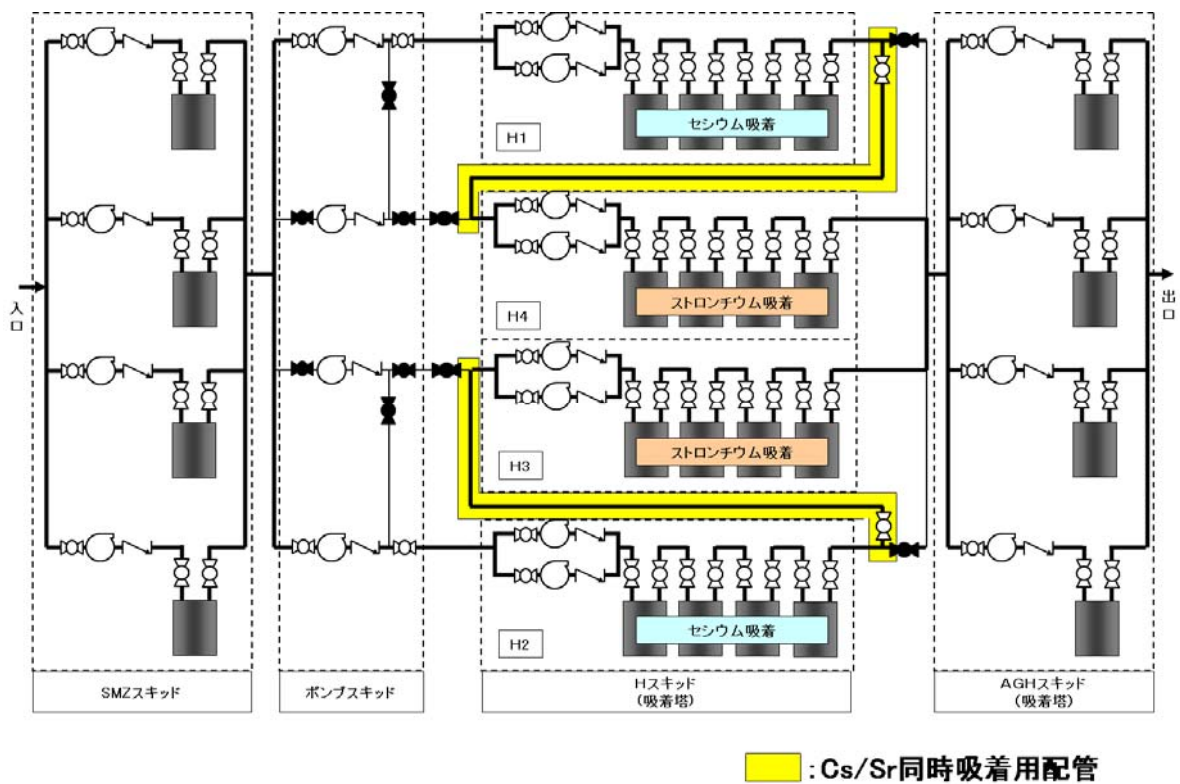 入口
H1
セシウム吸着
H4
ストロンチウム吸着
H3
ストロンチウム吸着
H2
セシウム吸着
出口
SMZスキッド
ポンプスキッド
Hスキッド
(吸着塔)
AGHスキッド
(吸着塔)
:Cs/Sr同時吸着用配管